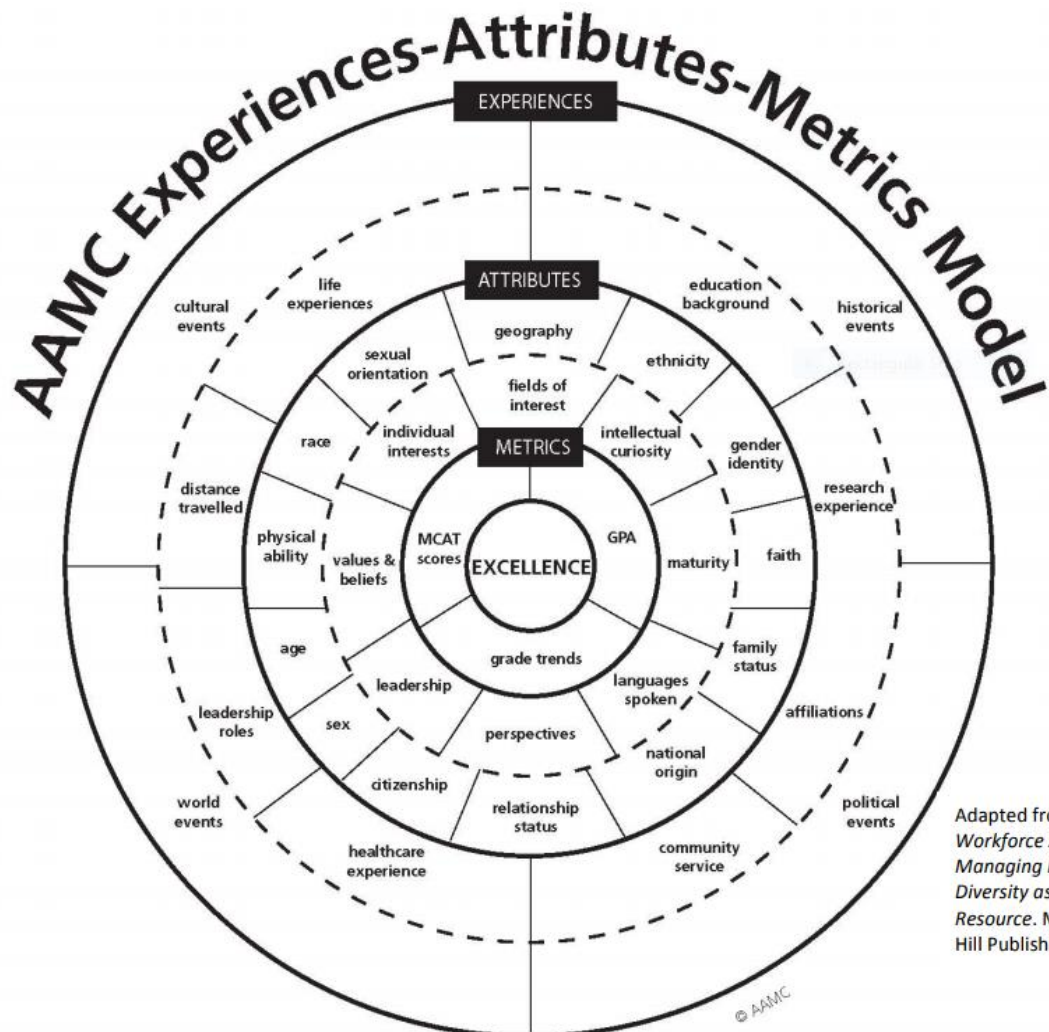 AAMC Experiences-Attributes-Metrics Model
EXPERIENCES
cultural
events
life
experiences
education
background
historical
events
distance
travelled
research
experience
leadership
roles
affiliations
world
events
healthcare
experience
community
service
political
events
ATTRIBUTES
geography
sexual
orientation
ethnicity
race
gender
identity
physical
ability
faith
age
family
status
sex
national
origin
citizenship
relationship
status
fields of
interest
individual
interests
intellectual
curiosity
values &
beliefs
maturity
leadership
languages
spoken
perspectives
METRICS
MCAT
scores
GPA
grade trends
EXCELLENCE
Adapted
Workforce
Managing
Diversity as
Resource.
Hill
© AAMC